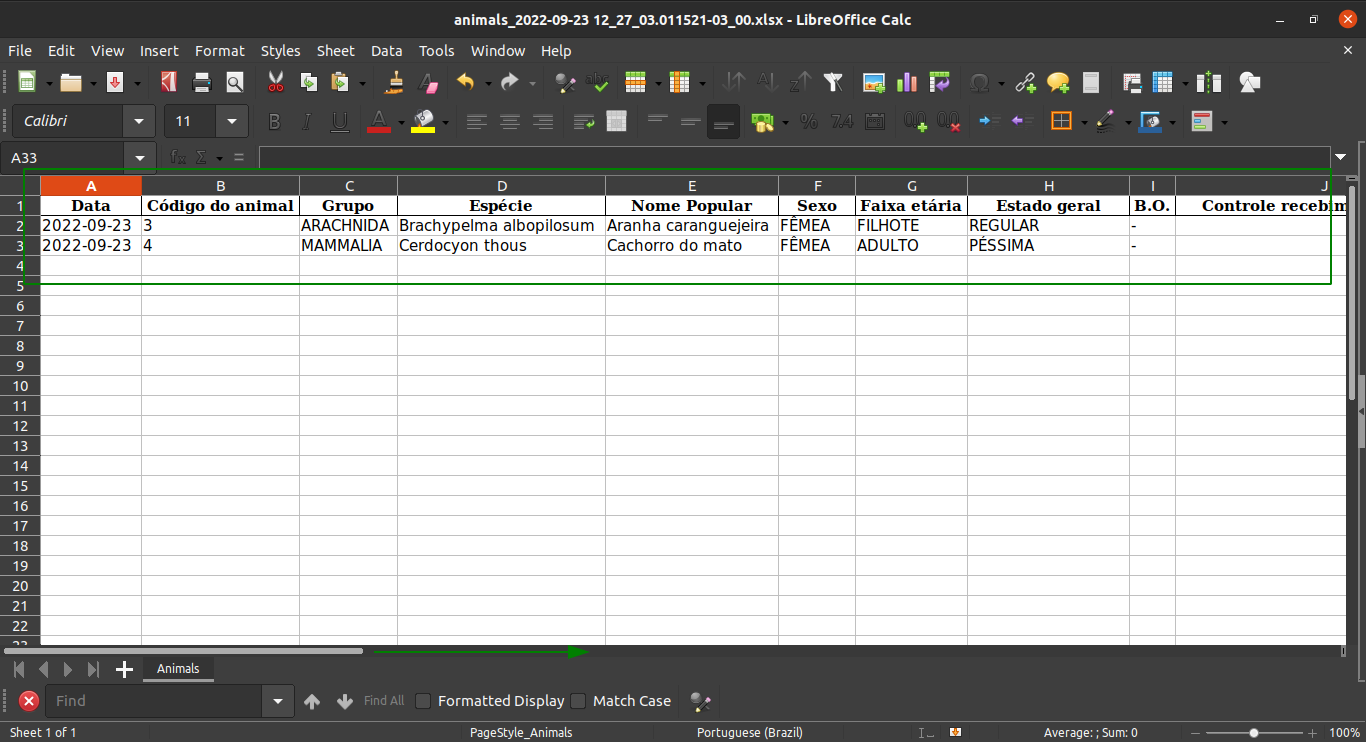 animals_2022-09-23 12_27_03.011521-03_00.xlsx - LibreOffice Calc
File Edit View Insert Format Styles Sheet Data Tools Window Help
Calibri 11
A33
A B C D E F G H I J
1 Data Código do animal Grupo Espécie Nome Popular Sexo Faixa etária Estado geral B.O. Controle recebim
2 2022-09-23 3 ARACHNIDA Brachypelma albopilosum Aranha caranguejeira FÊMEA FILHOTE REGULAR -
3 2022-09-23 4 MAMMALIA Cerdocyon thous Cachorro do mato FÊMEA ADULTO PÉSSIMA -
4
5
6
7
8
9
10
11
12
13
14
15
16
17
18
19
20
21
22
23
Animals
Find Find All Formatted Display Match Case
Sheet 1 of 1 PageStyle_Animals Portuguese (Brazil) Average: ; Sum: 0 100%